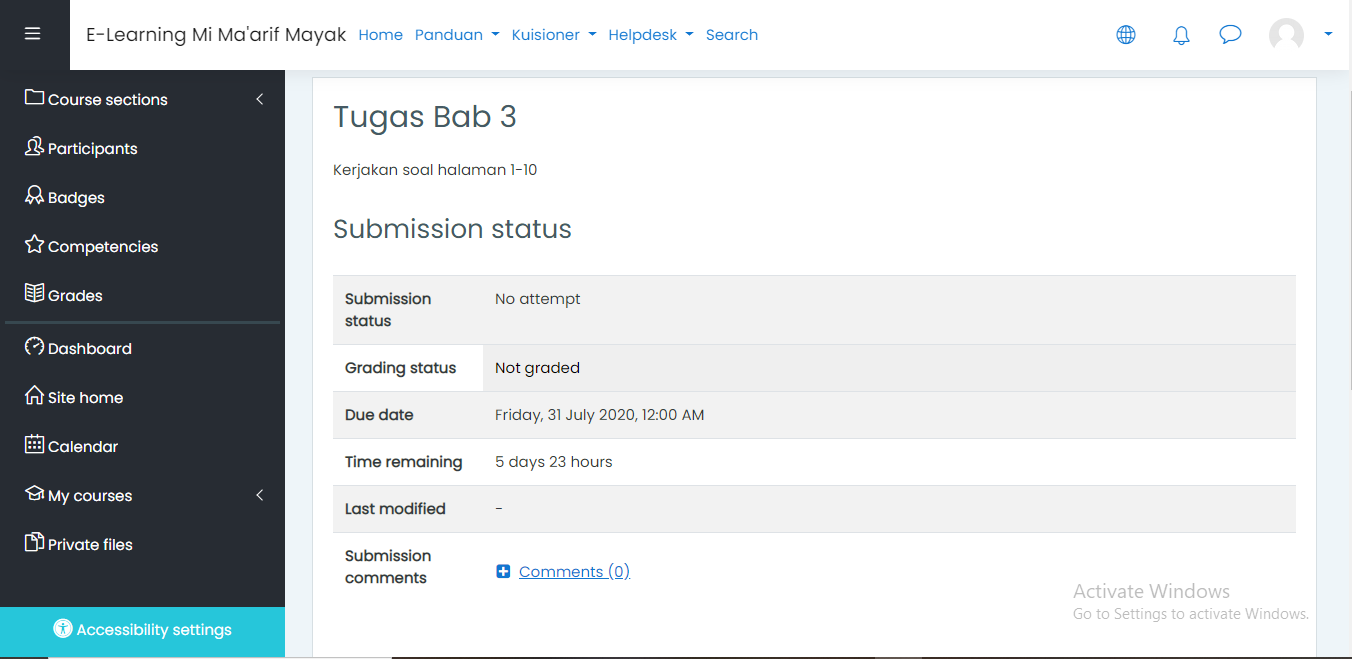 E-Learning Mi Ma'arif Mayak Home Panduan Kuisioner Helpdesk Search
Course sections
Participants
Badges
Competencies
Grades
Dashboard
Site home
Calendar
My courses
Private files
Accessibility settings
Tugas Bab 3
Kerjakan soal halaman 1-10
Submission status
Submission status No attempt
Grading status Not graded
Due date Friday, 31 July 2020, 12:00 AM
Time remaining 5 days 23 hours
Last modified -
Submission comments Comments (0)
Activate Windows
Go to Settings to activate Windows.